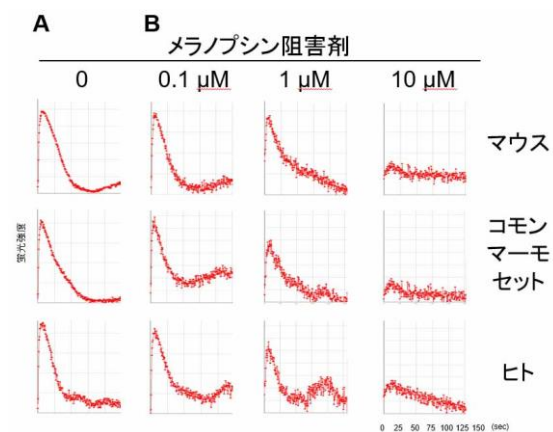 A
B
メラノプシン阻害剤
0
0.1 µM
1 µM
10 µM
マウス
コモン
マーモ
セット
蛍光強度
ヒト
0 25 50 75 100 125 150 (sec)